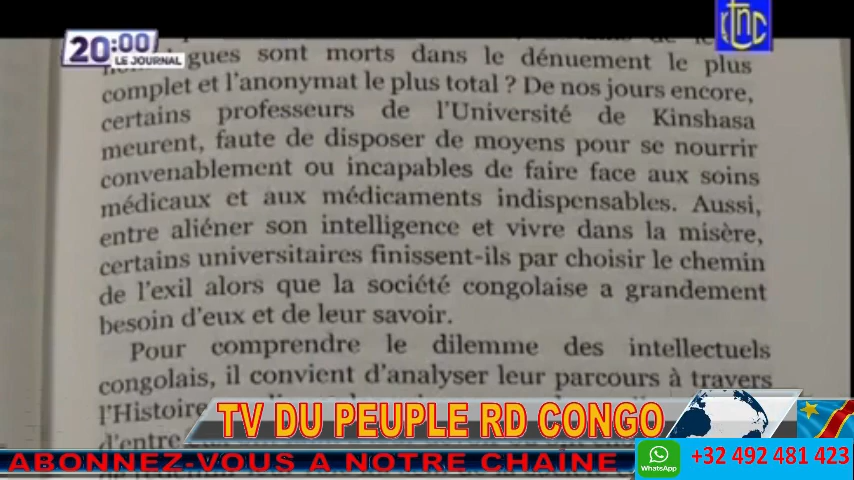 RTNC
20:00
LE JOURNAL
logues sont morts dans le dénuement le plus
complet et l'anonymat le plus total ? De nos jours encore,
certains professeurs de l'Université de Kinshasa
meurent, faute de disposer de moyens pour se nourrir
convenablement ou incapables de faire face aux soins
médicaux et aux médicaments indispensables. Aussi,
entre aliéner son intelligence et vivre dans la misère,
certains universitaires finissent-ils par choisir le chemin
de l'exil alors que la société congolaise a grandement
besoin d'eux et de leur savoir.
Pour comprendre le dilemme des intellectuels
congolais, il convient d'analyser leur parcours à travers
l'Histoire
d'entre
TV DU PEUPLE RD CONGO
ABONNEZ-VOUS A NOTRE CHAINE
WhatsApp
+32 492 481 423